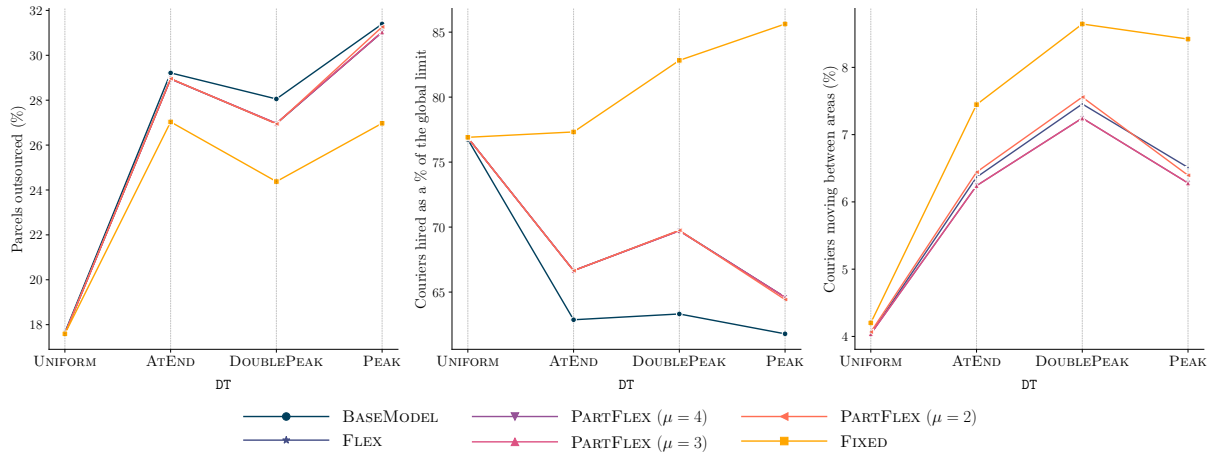 Parcels outsourced (%)
32
30
28
26
24
22
20
18
UNIFORM
ATEND
DOUBLEPEAK
PEAK
DT
Couriers hired as a % of the global limit
85
80
75
70
65
UNIFORM
ATEND
DOUBLEPEAK
PEAK
DT
Couriers moving between areas (%)
8
7
6
5
4
UNIFORM
ATEND
DOUBLEPEAK
PEAK
DT
BASEMODEL
FLEX
PARTFLEX (μ = 4)
PARTFLEX (μ = 3)
PARTFLEX (μ = 2)
FIXED